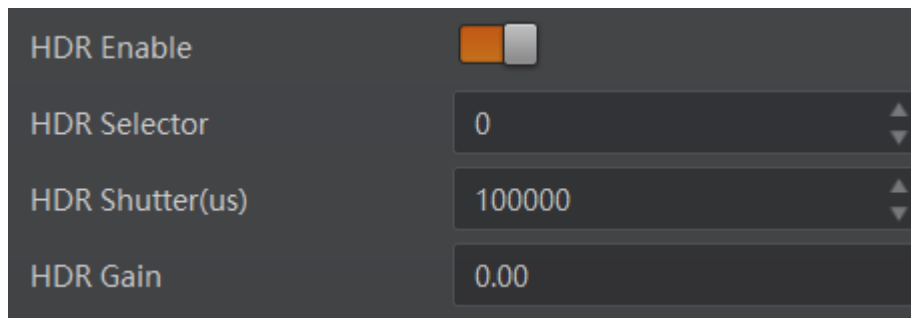 HDR Enable
HDR Selector 0
HDR Shutter(us) 100000
HDR Gain 0.00